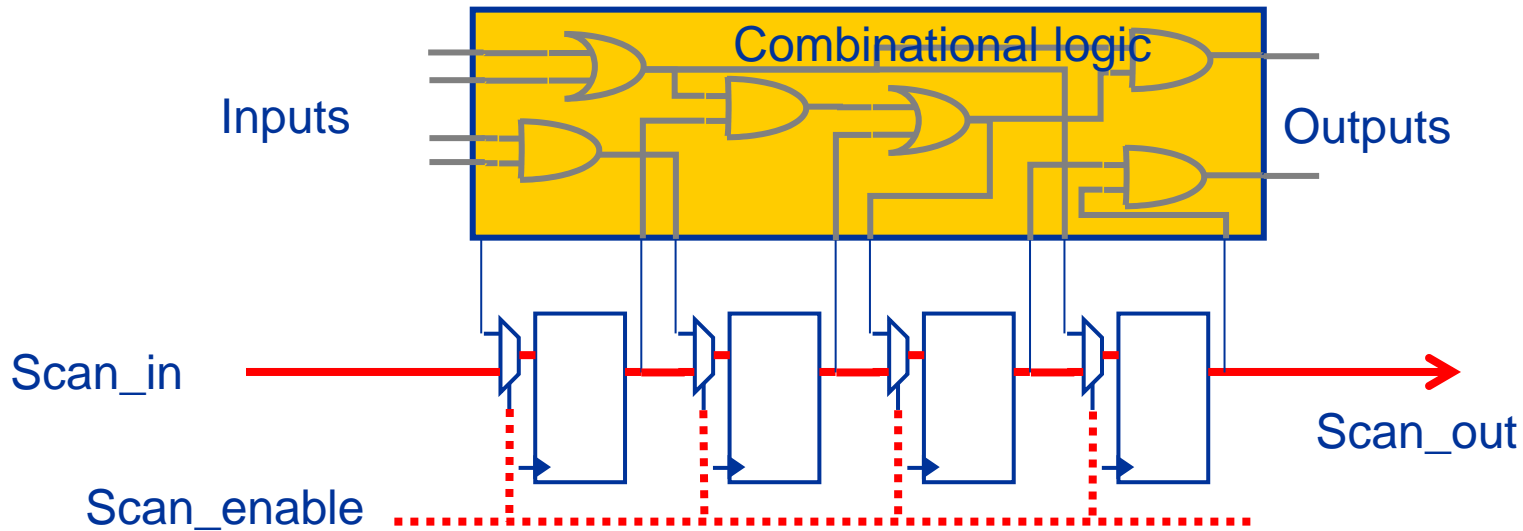 Combinational logic
Inputs
Outputs
Scan_in
Scan_out
Scan_enable